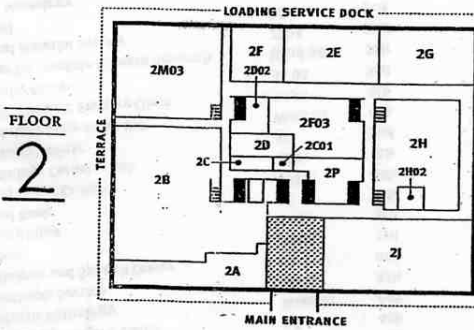 LOADING SERVICE DOCK
2F
2E
2G
2M03
2D02
FLOOR
2
TERRACE
2F03
2D
2H
2C
2C01
2P
2H02
2B
2J
2A
MAIN ENTRANCE